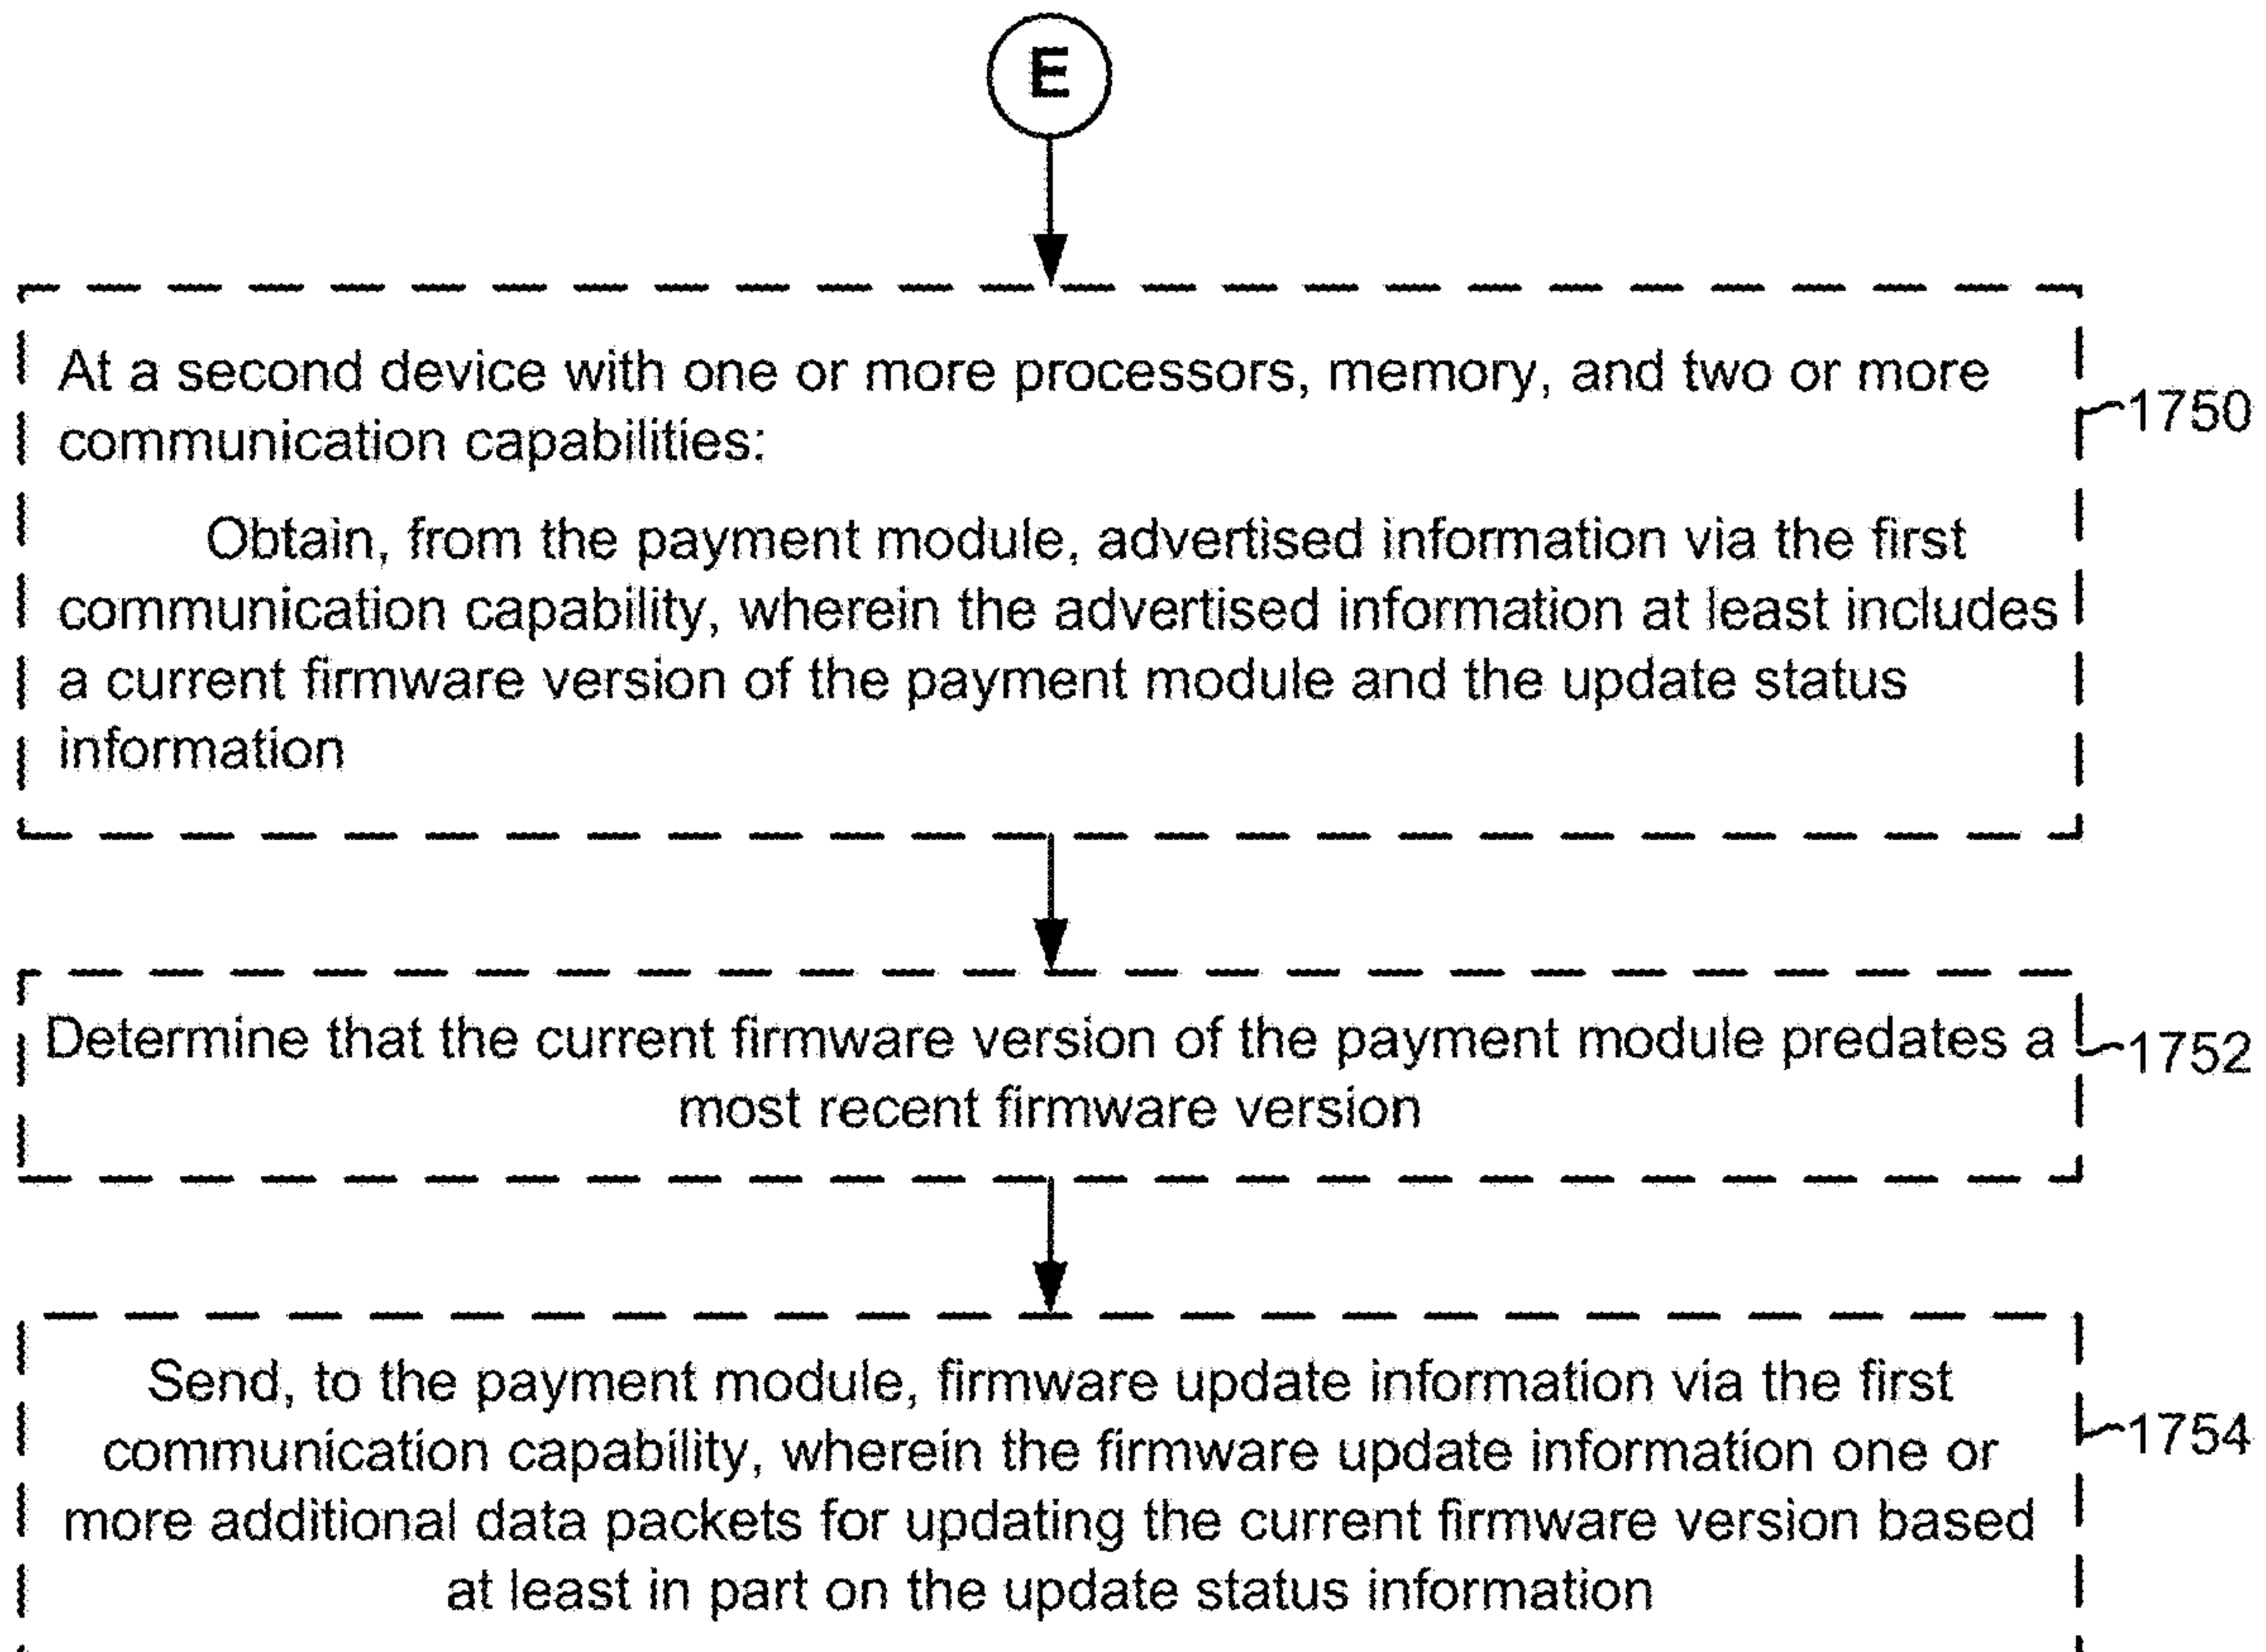 E
At a second device with one or more processors, memory, and two or more
communication capabilities:
Obtain, from the payment module, advertised information via the first
communication capability, wherein the advertised information at least includes
a current firmware version of the payment module and the update status
information
1750
Determine that the current firmware version of the payment module predates a
most recent firmware version
1752
Send, to the payment module, firmware update information via the first
communication capability, wherein the firmware update information one or
more additional data packets for updating the current firmware version based
at least in part on the update status information
1754